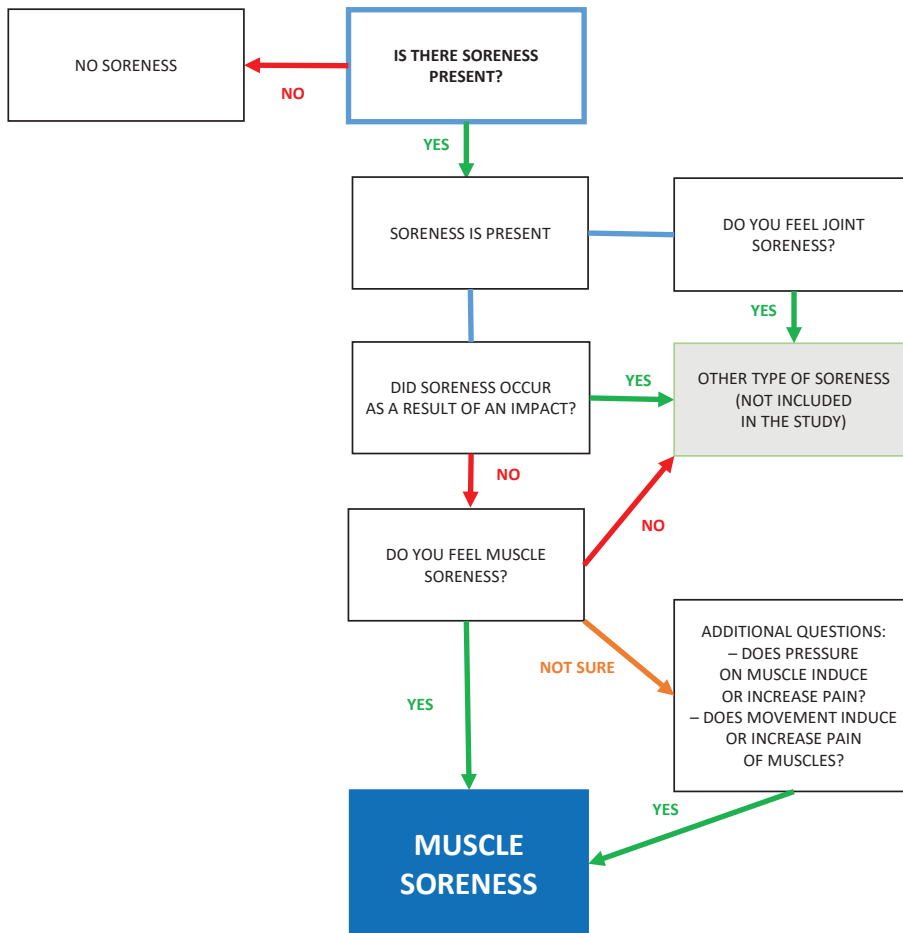 NO SORENESS
IS THERE SORENESS
PRESENT?
NO
YES
SORENESS IS PRESENT
DO YOU FEEL JOINT
SORENESS?
YES
DID SORENESS OCCUR
AS A RESULT OF AN IMPACT?
YES
OTHER TYPE OF SORENESS
(NOT INCLUDED
IN THE STUDY)
NO
DO YOU FEEL MUSCLE
SORENESS?
NO
NOT SURE
ADDITIONAL QUESTIONS:
– DOES PRESSURE
ON MUSCLE INDUCE
OR INCREASE PAIN?
– DOES MOVEMENT INDUCE
OR INCREASE PAIN
OF MUSCLES?
YES
YES
MUSCLE
SORENESS